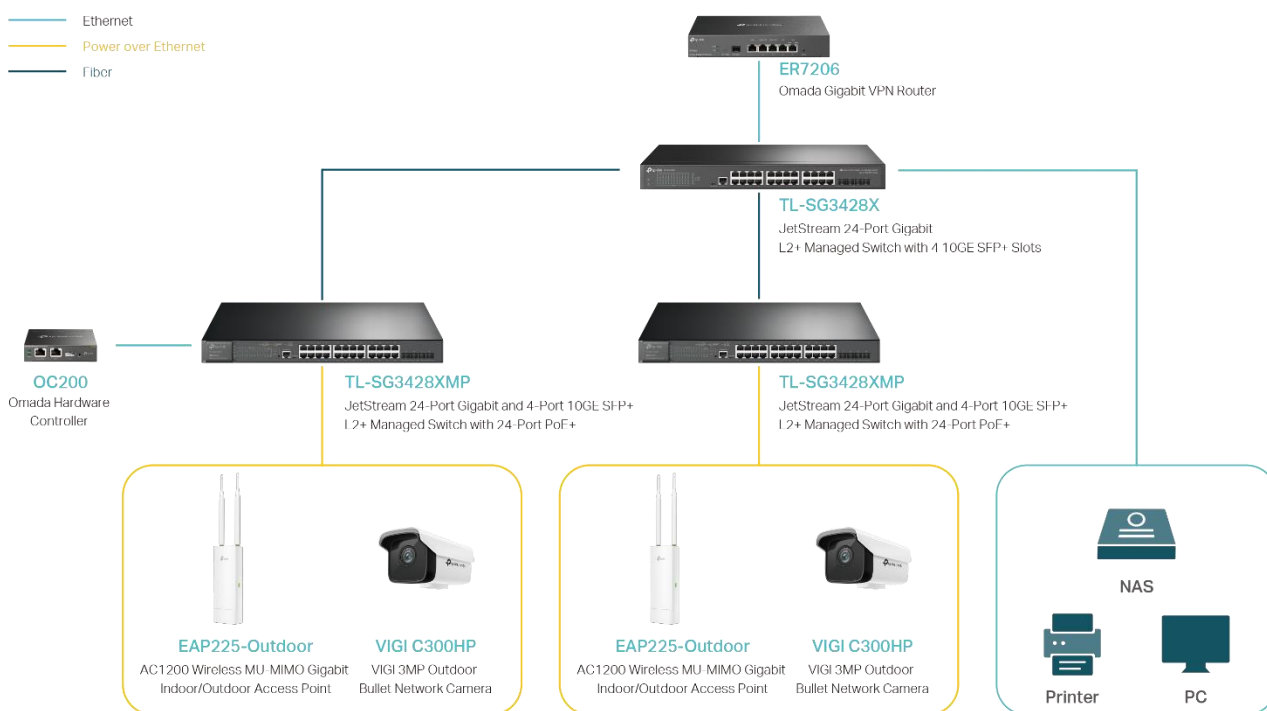 Ethernet
Power over Ethernet
Fiber
ER7206
Omada Gigabit VPN Router
TL-SG3428X
JetStream 24-Port Gigabit
L2+ Managed Switch with 4 10GE SFP+ Slots
OC200
Omada Hardware
Controller
TL-SG3428XMP
JetStream 24-Port Gigabit and 4-Port 10GE SFP+
L2+ Managed Switch with 24-Port PoE+
TL-SG3428XMP
JetStream 24-Port Gigabit and 4-Port 10GE SFP+
L2+ Managed Switch with 24-Port PoE+
EAP225-Outdoor
AC1200 Wireless MU-MIMO Gigabit
Indoor/Outdoor Access Point
VIGI C300HP
VIGI 3MP Outdoor
Bullet Network Camera
EAP225-Outdoor
AC1200 Wireless MU-MIMO Gigabit
Indoor/Outdoor Access Point
VIGI C300HP
VIGI 3MP Outdoor
Bullet Network Camera
NAS
Printer
PC